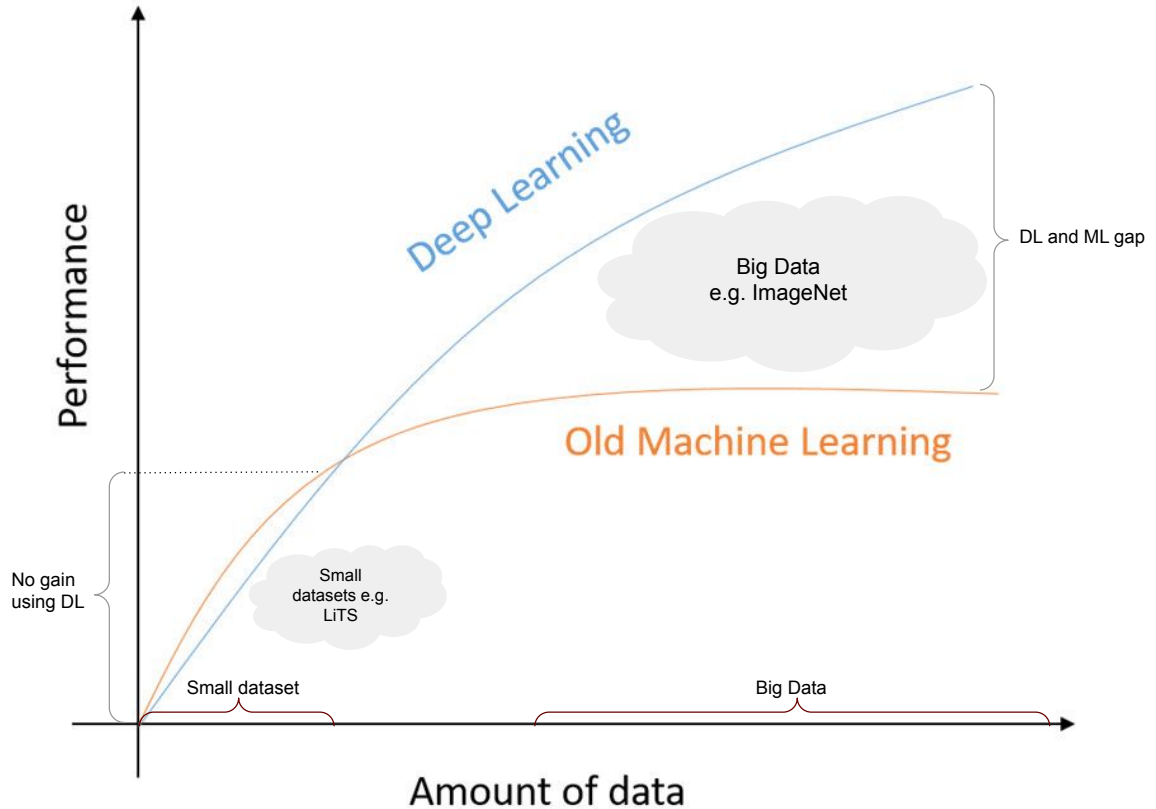 Deep Learning
Performance
DL and ML gap
Big Data
e.g. ImageNet
Old Machine Learning
No gain
using DL
Small
datasets e.g.
LiTS
Small dataset
Big Data
Amount of data